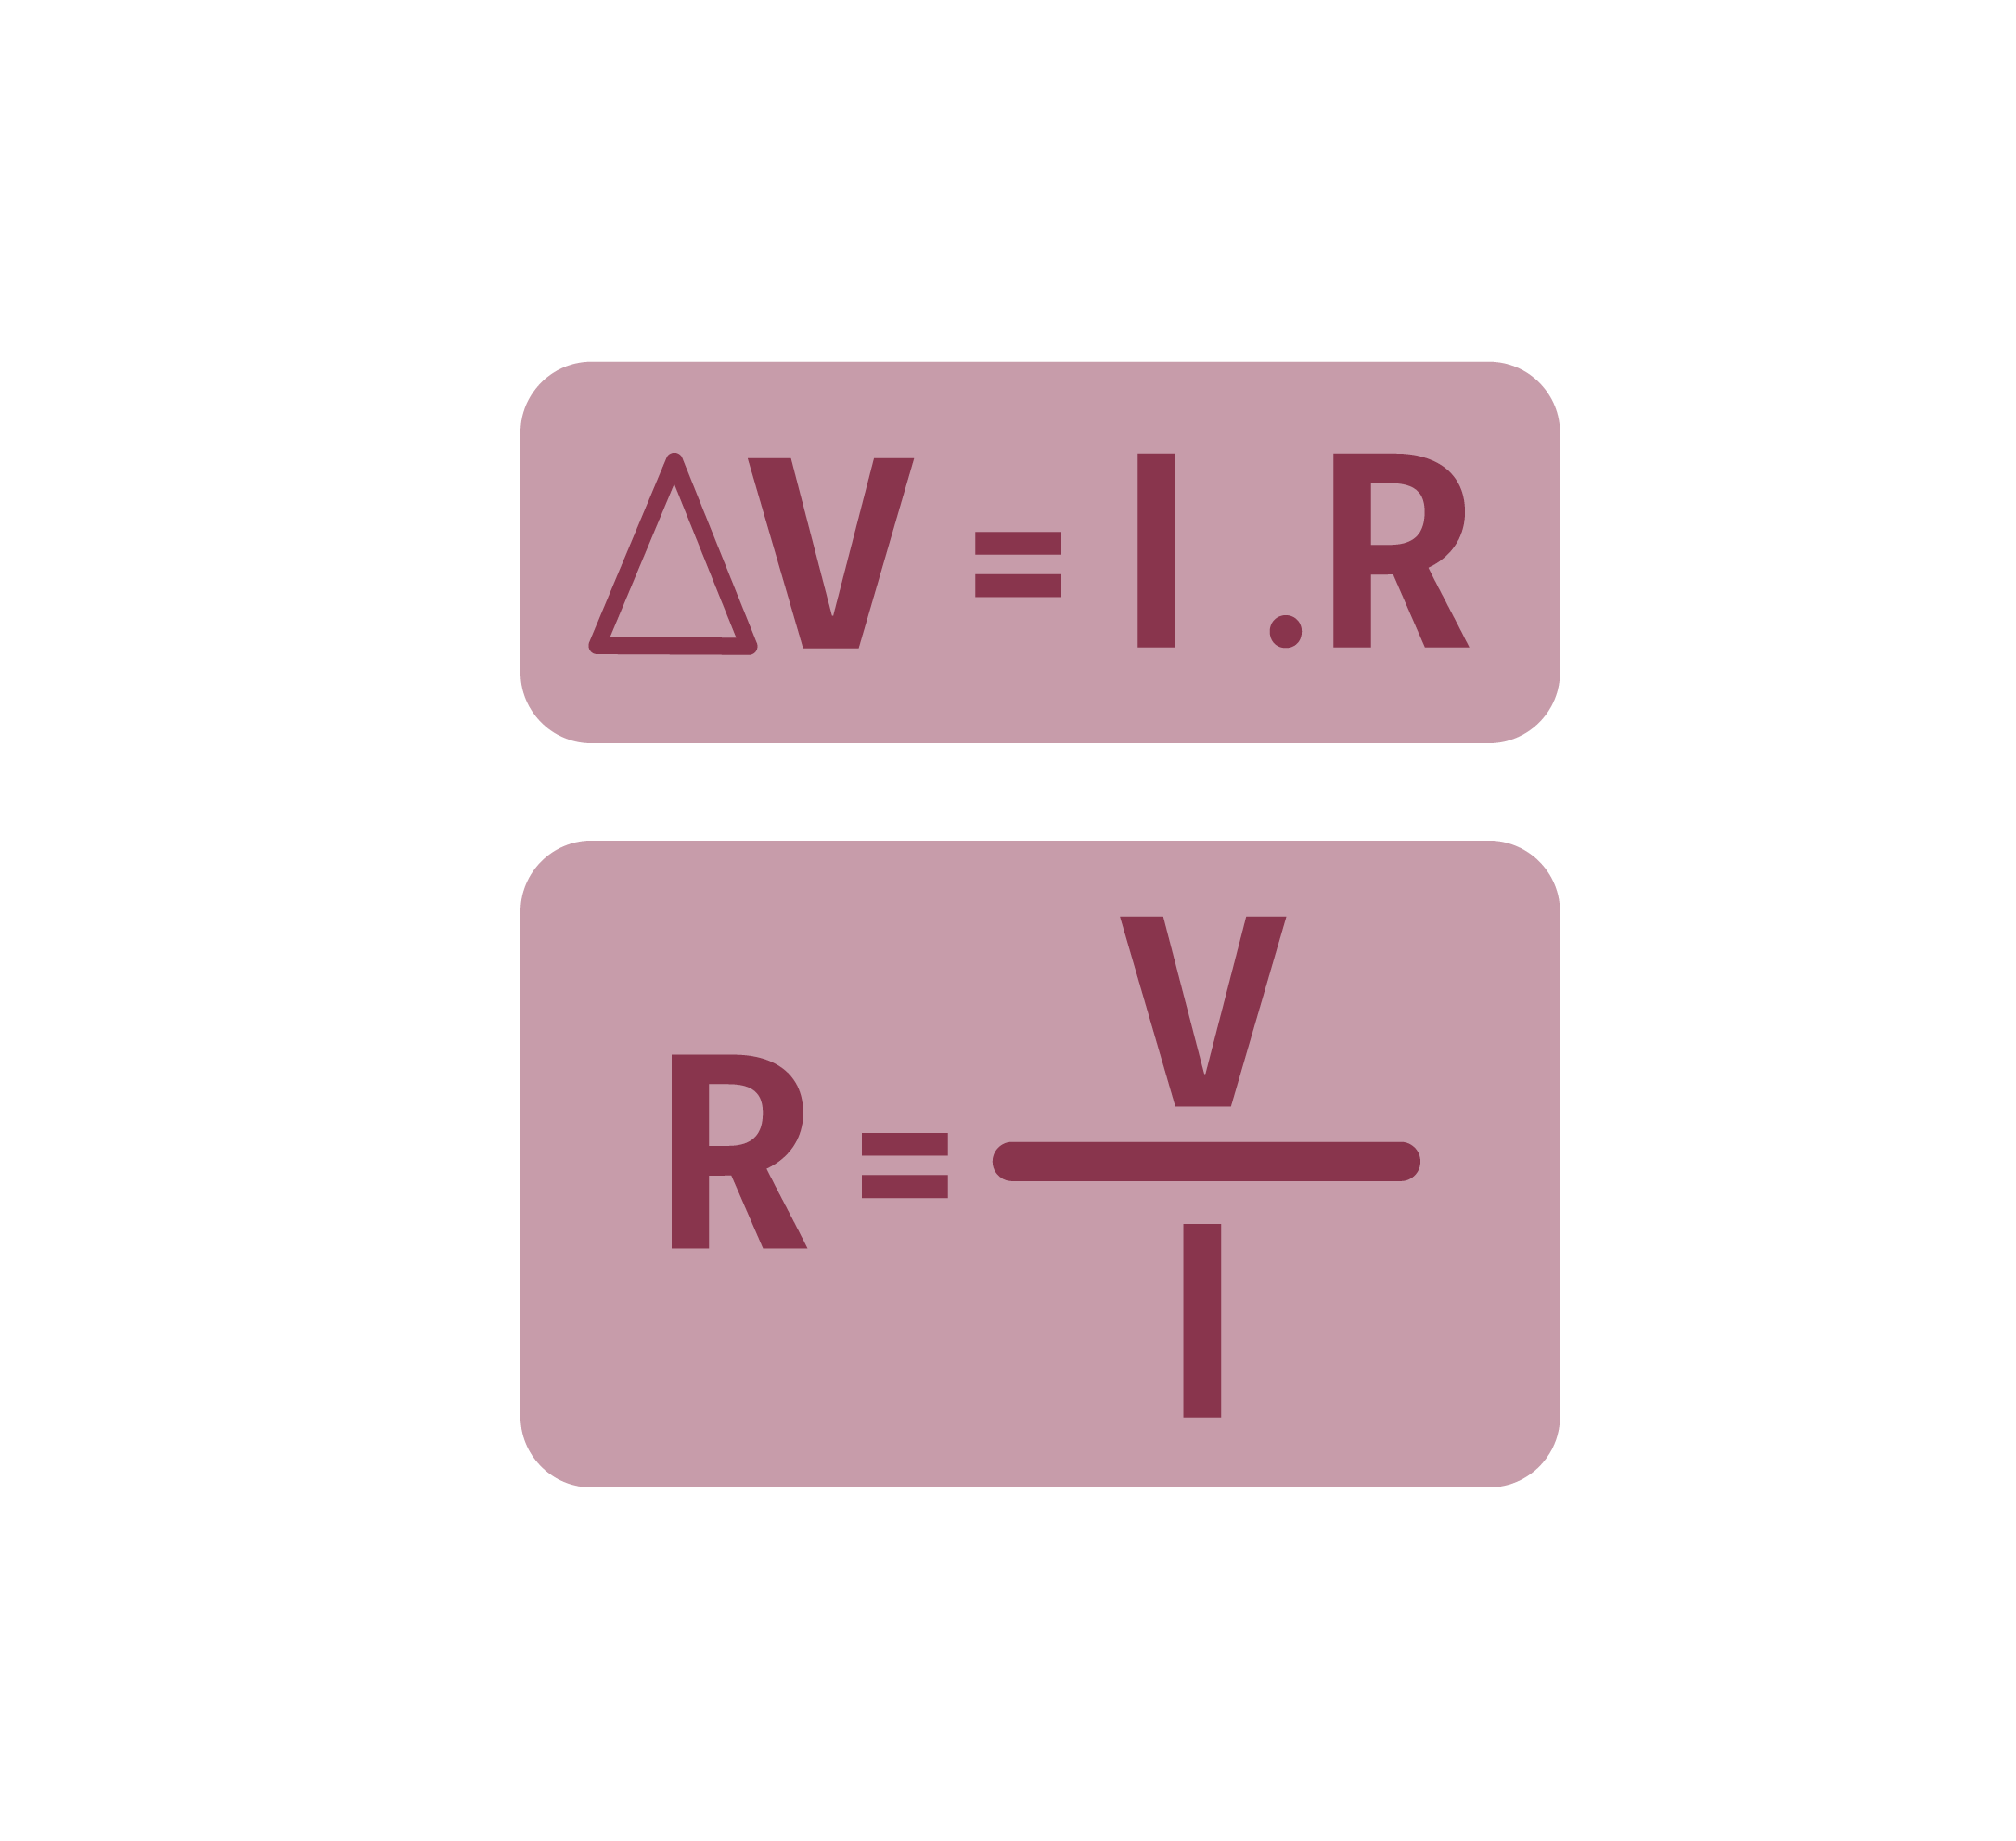 ΔV = I . R
R = V
I